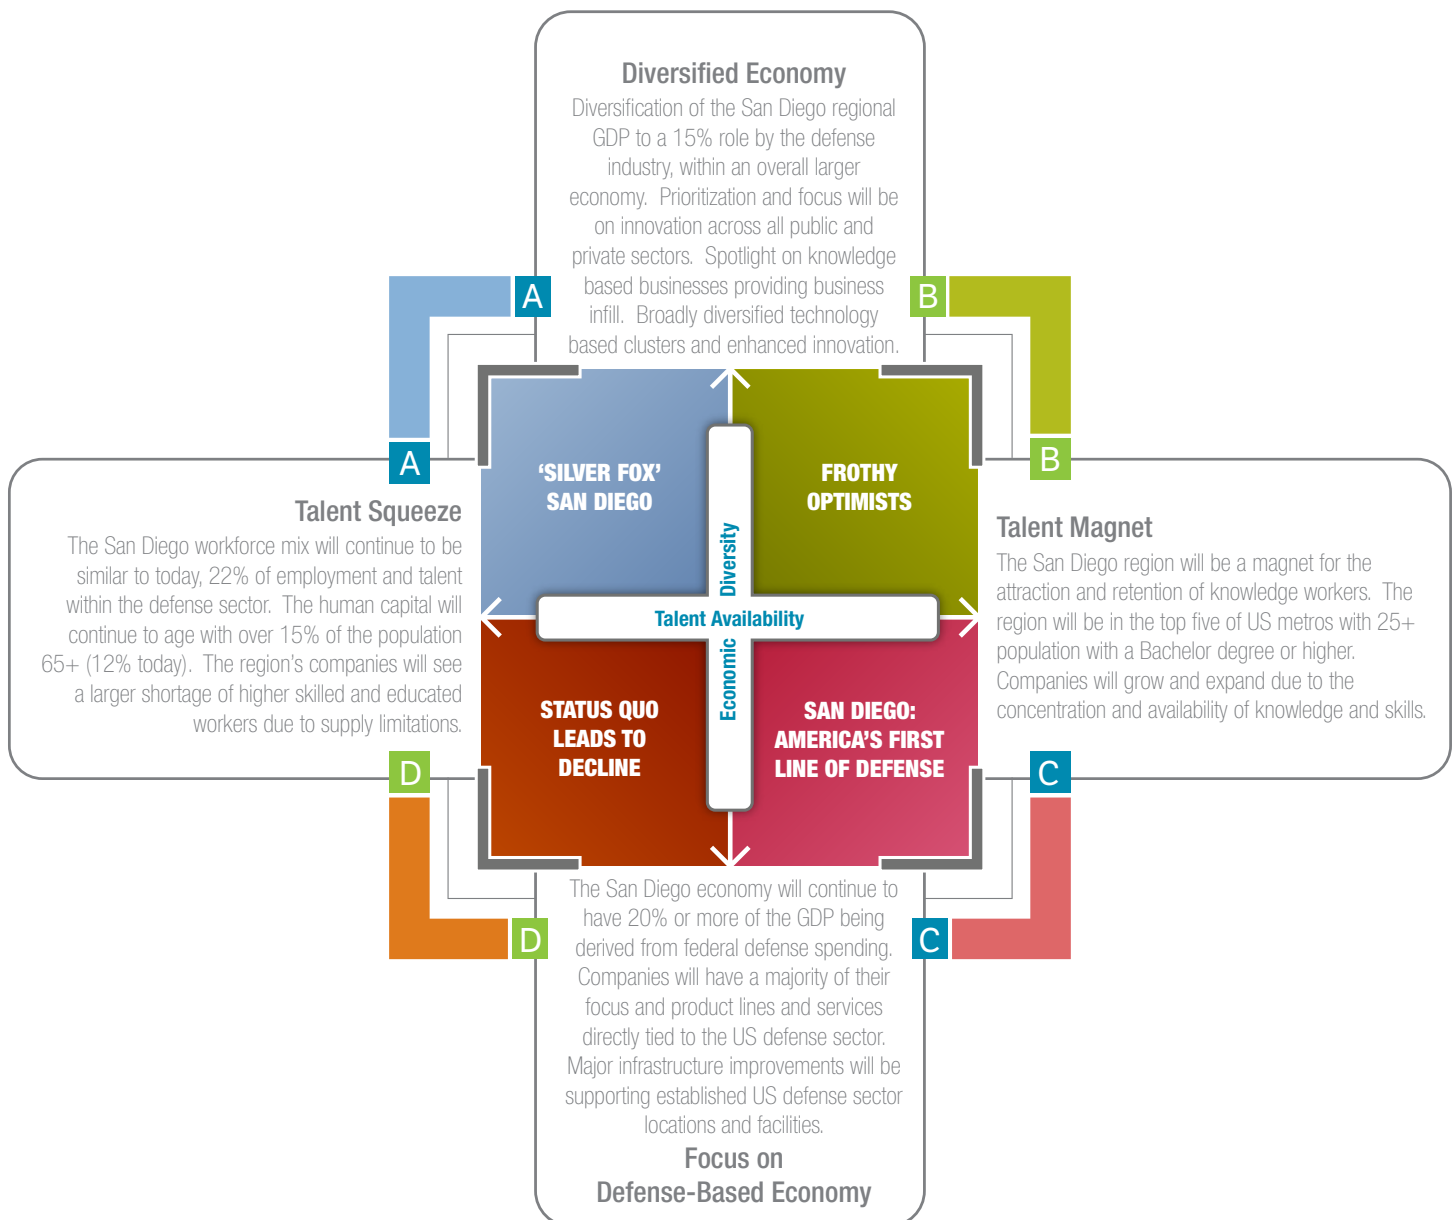 Diversified Economy
Diversification of the San Diego regional
GDP to a 15% role by the defense
industry, within an overall larger
economy.  Prioritization and focus will be
on innovation across all public and
private sectors.  Spotlight on knowledge
based businesses providing business
infill.  Broadly diversified technology
based clusters and enhanced innovation.
A
B
A
B
Talent Squeeze
The San Diego workforce mix will continue to be
similar to today, 22% of employment and talent
within the defense sector.  The human capital will
continue to age with over 15% of the population
65+ (12% today).  The region’s companies will see
a larger shortage of higher skilled and educated
workers due to supply limitations.
‘SILVER FOX’
SAN DIEGO
FROTHY
OPTIMISTS
Economic Diversity
Talent Availability
STATUS QUO
LEADS TO
DECLINE
SAN DIEGO:
AMERICA’S FIRST
LINE OF DEFENSE
Talent Magnet
The San Diego region will be a magnet for the
attraction and retention of knowledge workers.  The
region will be in the top five of US metros with 25+
population with a Bachelor degree or higher.
Companies will grow and expand due to the
concentration and availability of knowledge and skills.
D
C
D
C
The San Diego economy will continue to
have 20% or more of the GDP being
derived from federal defense spending.
Companies will have a majority of their
focus and product lines and services
directly tied to the US defense sector.
Major infrastructure improvements will be
supporting established US defense sector
locations and facilities.
Focus on
Defense-Based Economy